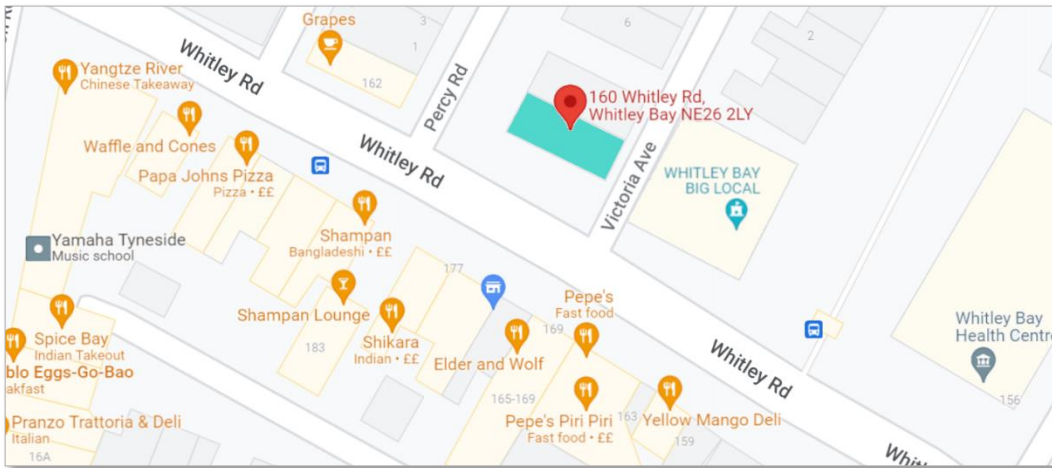 Grapes
3
1
162
6
2
Whitley Rd
Percy Rd
Yangtze River
Chinese Takeaway
160 Whitley Rd,
Whitley Bay NE26 2LY
Waffle and Cones
Whitley Rd
Papa Johns Pizza
Pizza • ££
WHITLEY BAY
BIG LOCAL
Victoria Ave
Shampan
Bangladeshi • ££
Yamaha Tyneside
Music school
177
Shampan Lounge
Pepe's
Fast food
Whitley Bay
Health Centre
Spice Bay
Indian Takeout
183
Shikara
Indian • ££
169
Elder and Wolf
Whitley Rd
blo Eggs-Go-Bao
akfast
165-169
156
Pranzo Trattoria & Deli
Italian
Pepe's Piri Piri
Fast food • ££
163
Yellow Mango Deli
159
16A
Whitl